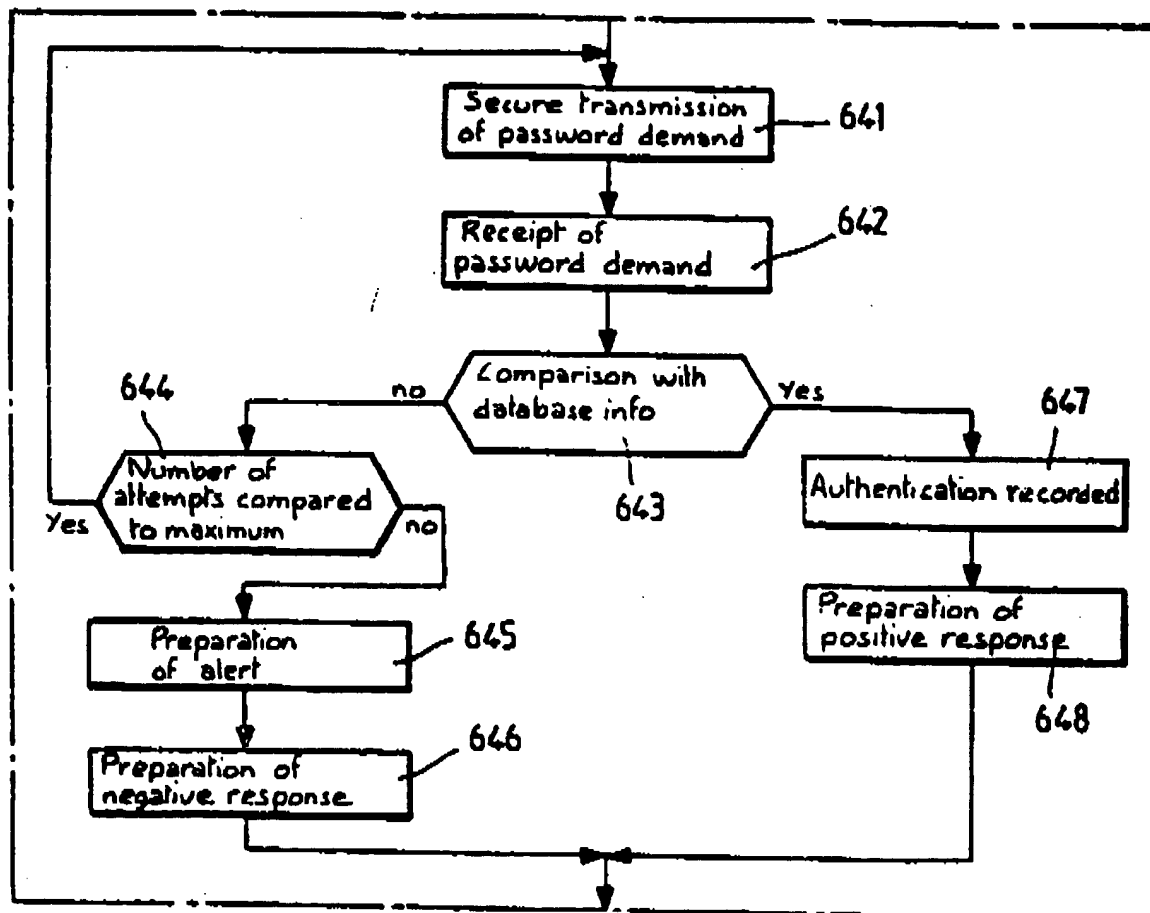 Secure transmission
of password demand
641
Receipt of
password demand
642
Comparison with
database info
643
no
Yes
644
Number of
attempts compared
to maximum
Yes
no
647
Authentication recorded
Preparation
of alert
645
Preparation of
positive response
648
Preparation of
negative response
646